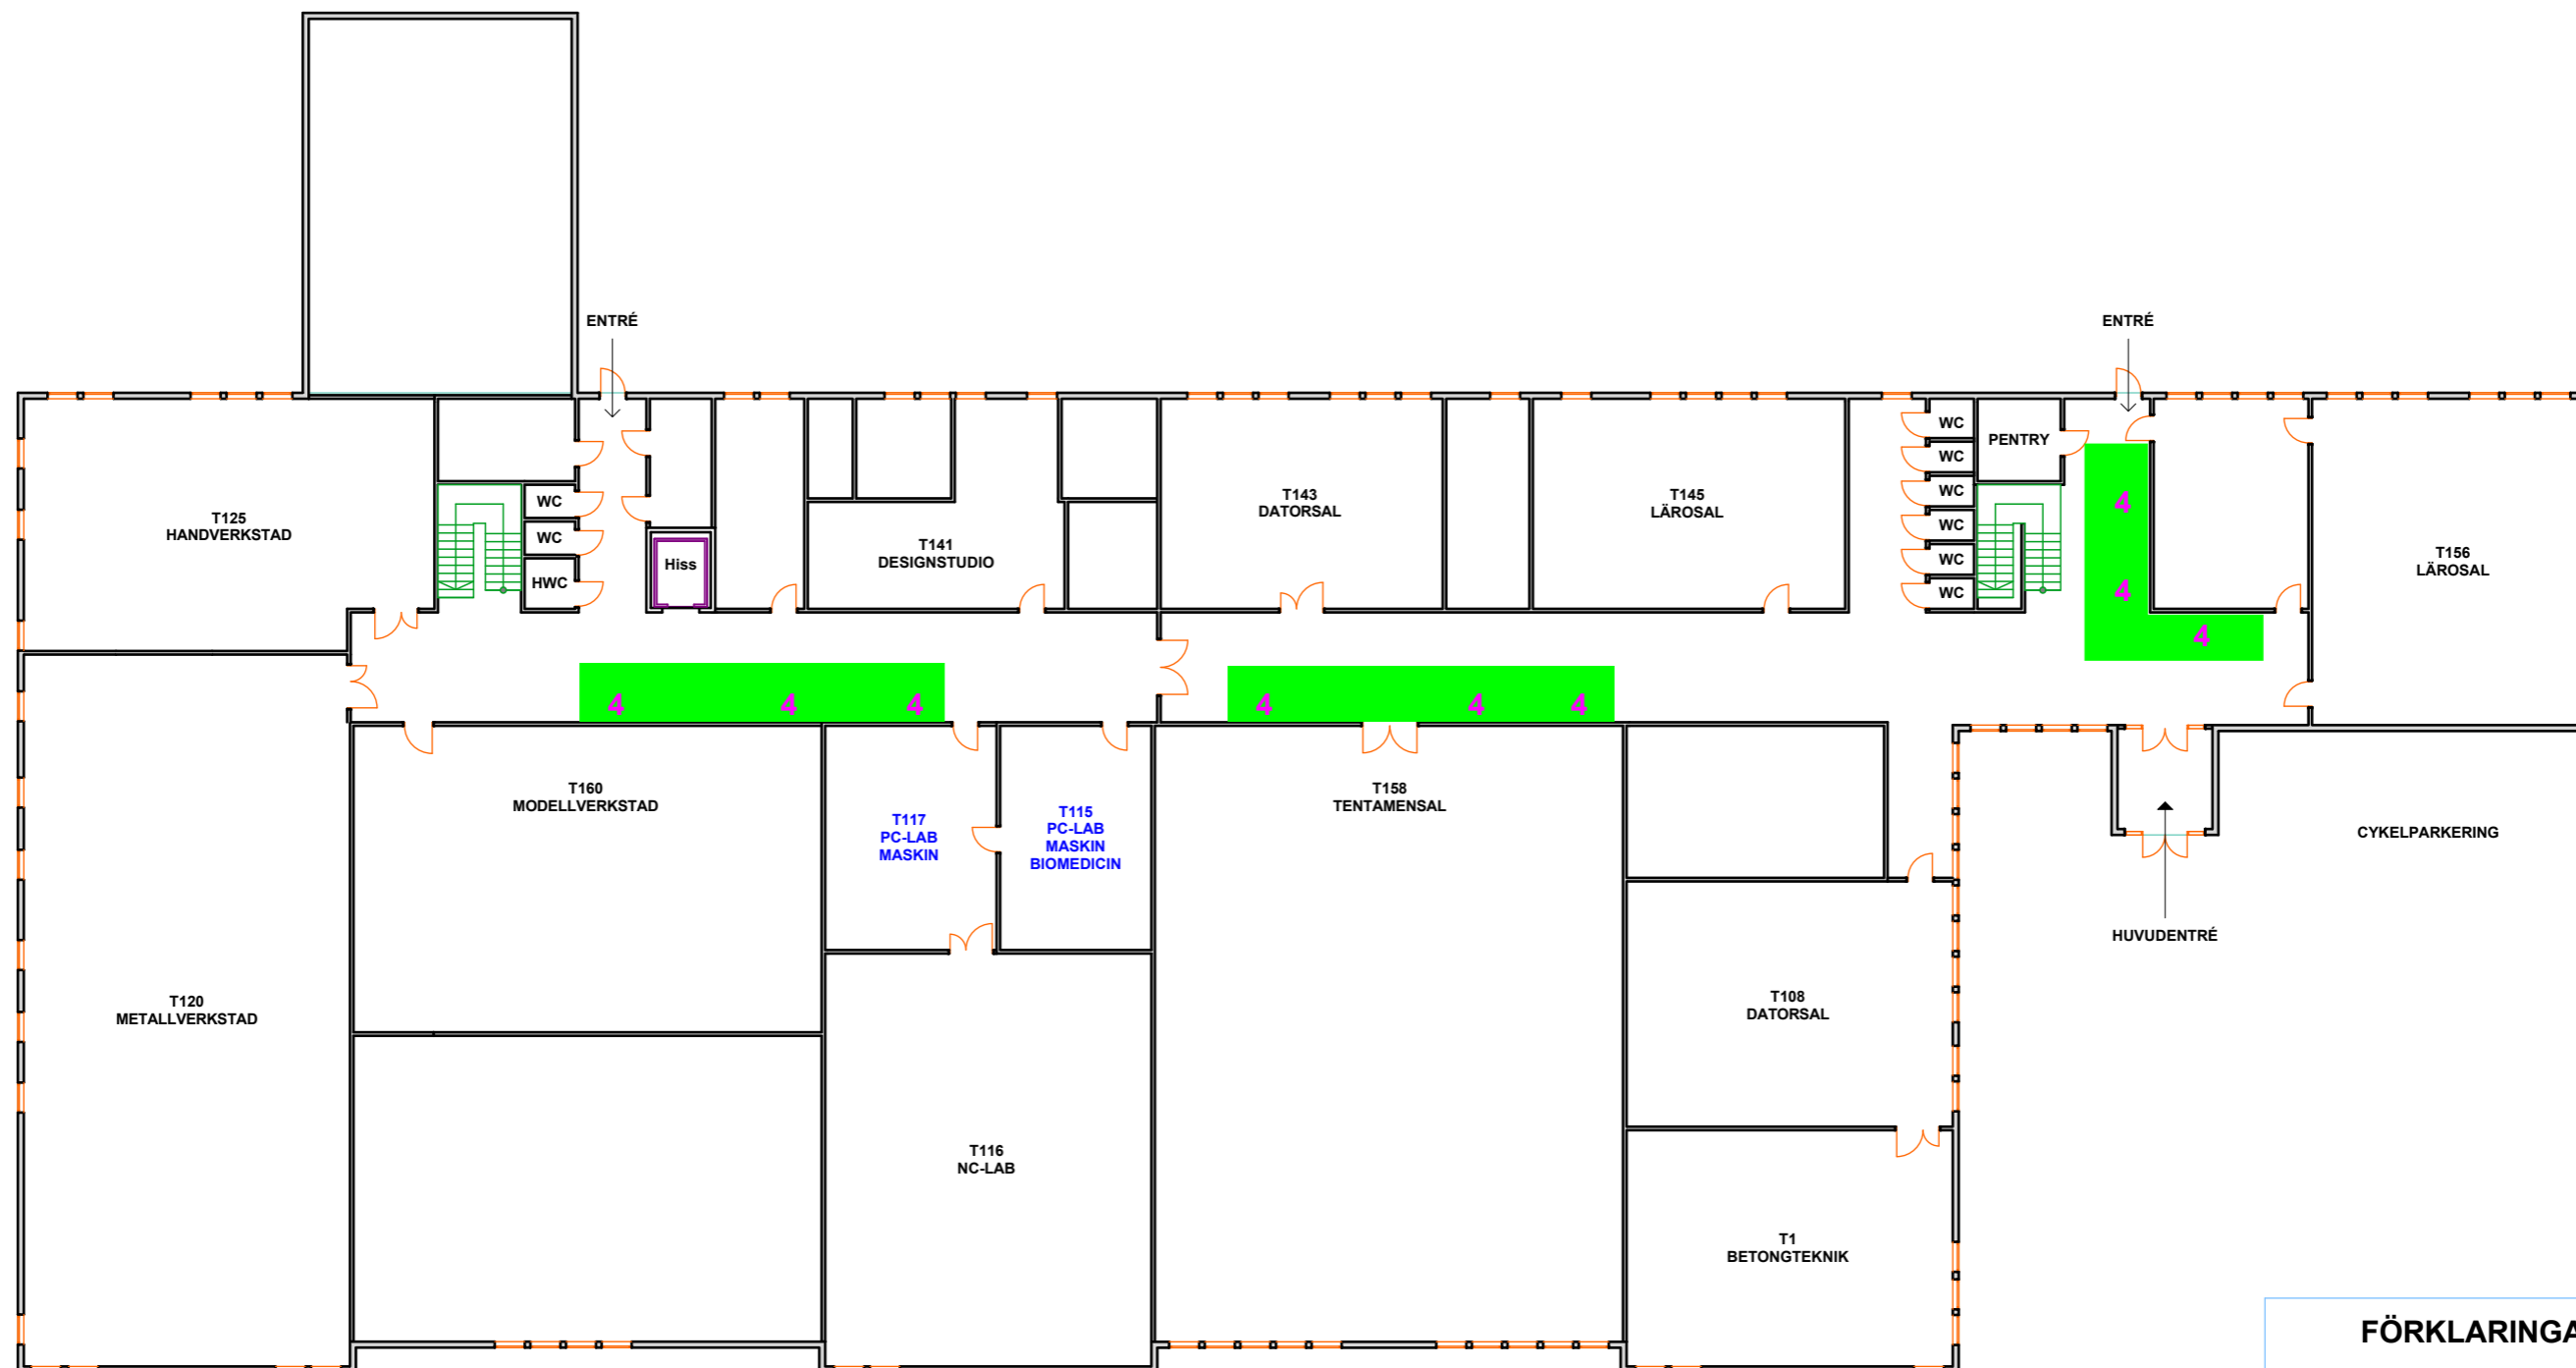 ENTRÉ
ENTRÉ
WC
WC
WC
WC
WC
WC
PENTRY
T125
HANDVERKSTAD
WC
WC
HWC
Hiss
T141
DESIGNSTUDIO
T143
DATORSAL
T145
LÄROSAL
4
4
4
T156
LÄROSAL
4
4
4
4
4
4
T160
MODELLVERKSTAD
T117
PC-LAB
MASKIN
T115
PC-LAB
MASKIN
BIOMEDICIN
T158
TENTAMENSAL
CYKELPARKERING
HUVUDENTRÉ
T120
METALLVERKSTAD
T108
DATORSAL
T116
NC-LAB
T1
BETONGTEKNIK
FÖRKLARINGA